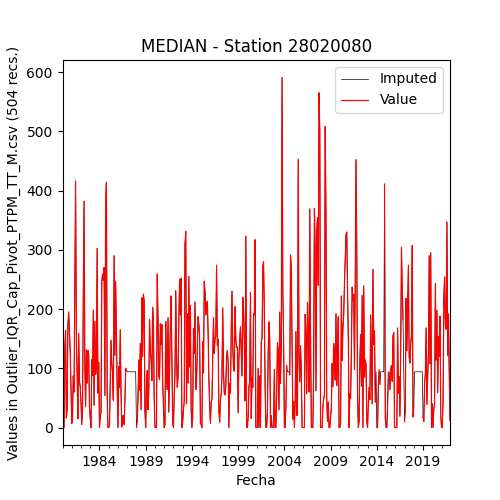 MEDIAN - Station 28020080
Values in Outlier_IQR_Cap_Pivot_PTPM_TT_M.csv (504 recs.)
600
500
400
300
200
100
0
Imputed
Value
1984 1989 1994 1999 2004 2009 2014 2019
Fecha